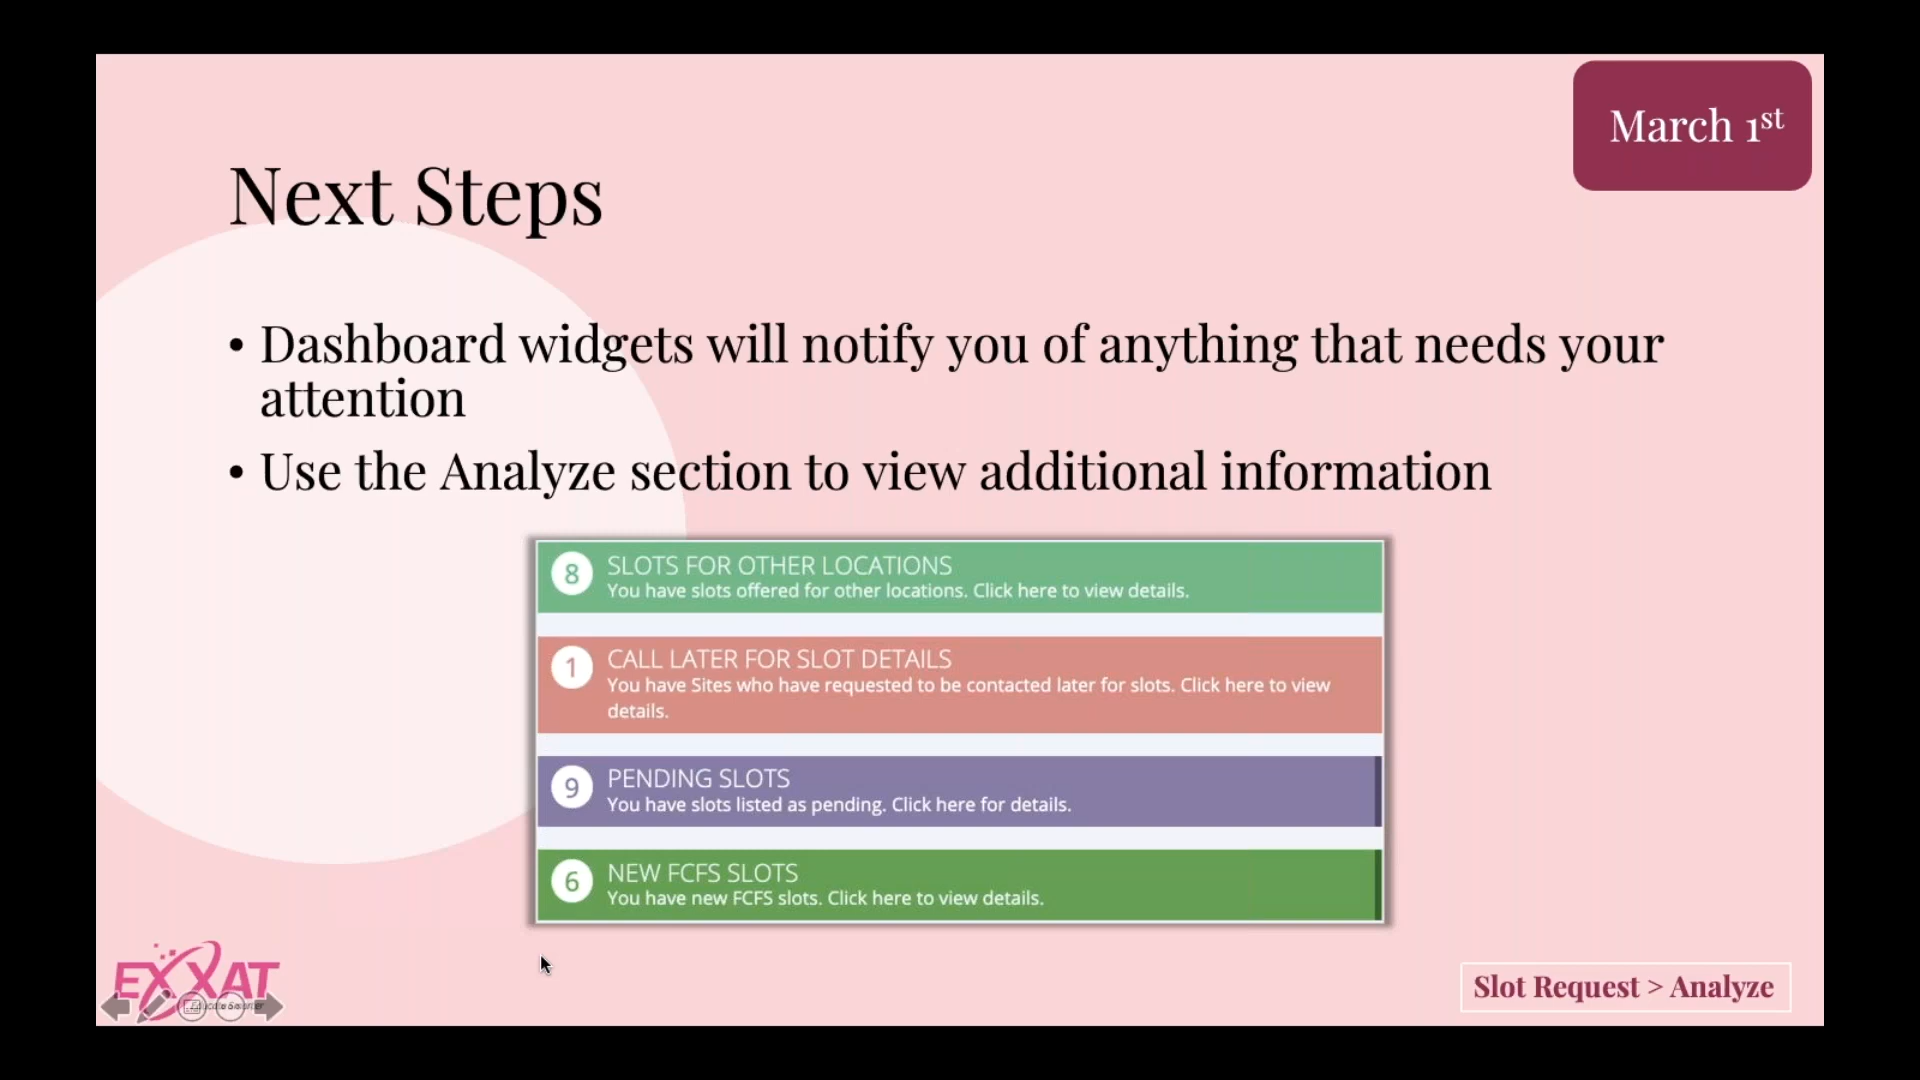 March 1st
Next Steps
• Dashboard widgets will notify you of anything that needs your
attention
• Use the Analyze section to view additional information
8 SLOTS FOR OTHER LOCATIONS
You have slots offered for other locations. Click here to view details.
1 CALL LATER FOR SLOT DETAILS
You have Sites who have requested to be contacted later for slots. Click here to view
details.
9 PENDING SLOTS
You have slots listed as pending. Click here for details.
6 NEW FCFS SLOTS
You have new FCFS slots. Click here to view details.
EXXAT
Slot Request > Analyze